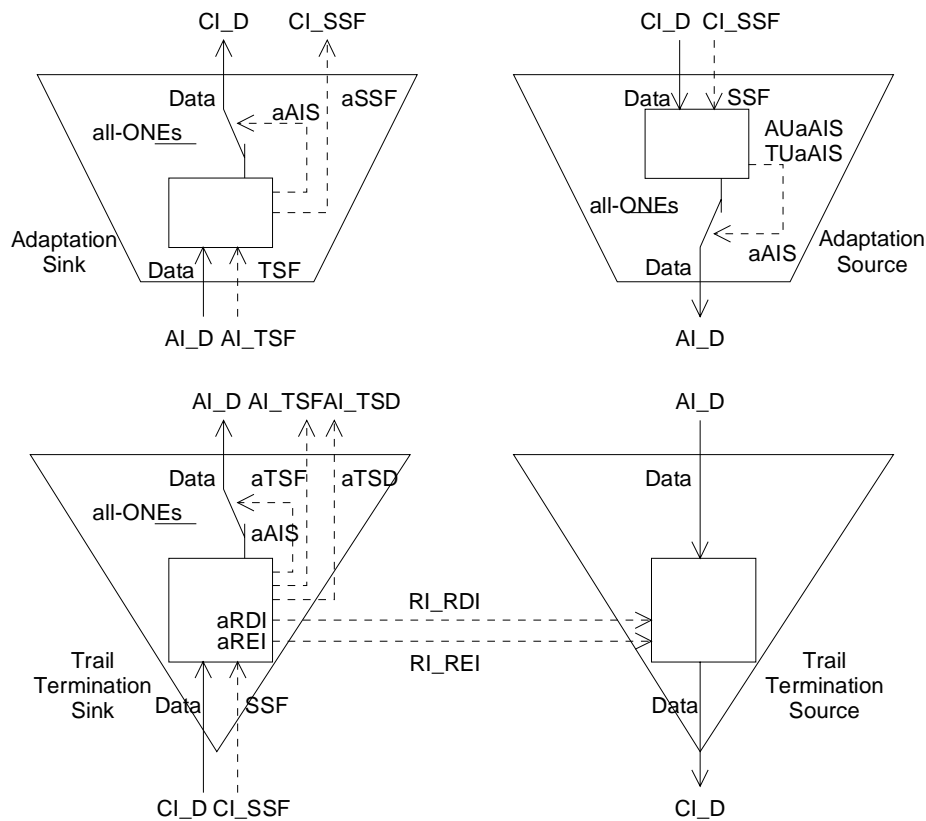 CI_D CI_SSF
Data aSSF
aAIS
all-ONEs
Adaptation
Sink
Data TSF
AI_D AI_TSF
CI_D CI_SSF
Data SSF
AUaAIS
TUaAIS
all-ONEs
aAIS
Adaptation
Source
Data
AI_D
AI_D AI_TSFAI_TSD
Data aTSF aTSD
all-ONEs
aAIS
aRDI
aREI
RI_RDI
RI_REI
Trail
Termination
Sink
Data SSF
CI_D CI_SSF
AI_D
Data
Trail
Termination
Source
Data
CI_D